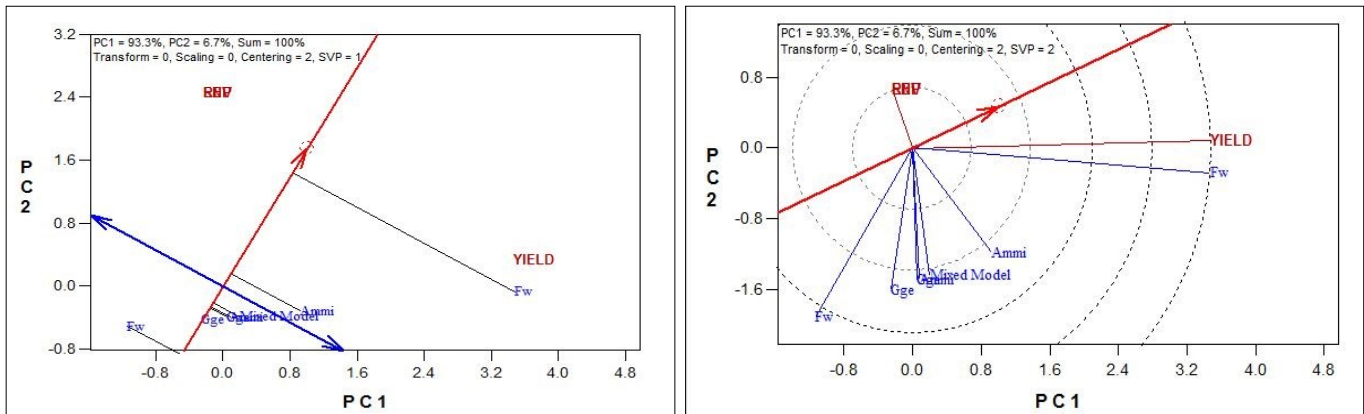 PC1 = 93.3%, PC2 = 6.7%, Sum = 100%
Transform = 0, Scaling = 0, Centering = 2, SVP = 1
3.2
2.4
1.6
0.8
0.0
-0.8
P
C
2
YIELD
Fw
Ammi
Mixed Model
Gge
Fw
-0.8
0.0
0.8
1.6
2.4
3.2
4.0
4.8
P C 1
PC1 = 93.3%, PC2 = 6.7%, Sum = 100%
Transform = 0, Scaling = 0, Centering = 2, SVP = 2
0.8
0.0
-0.8
-1.6
P
C
2
YIELD
Fw
Ammi
Mixed Model
Gge
Fw
-0.8
0.0
0.8
1.6
2.4
3.2
4.0
4.8
P C 1